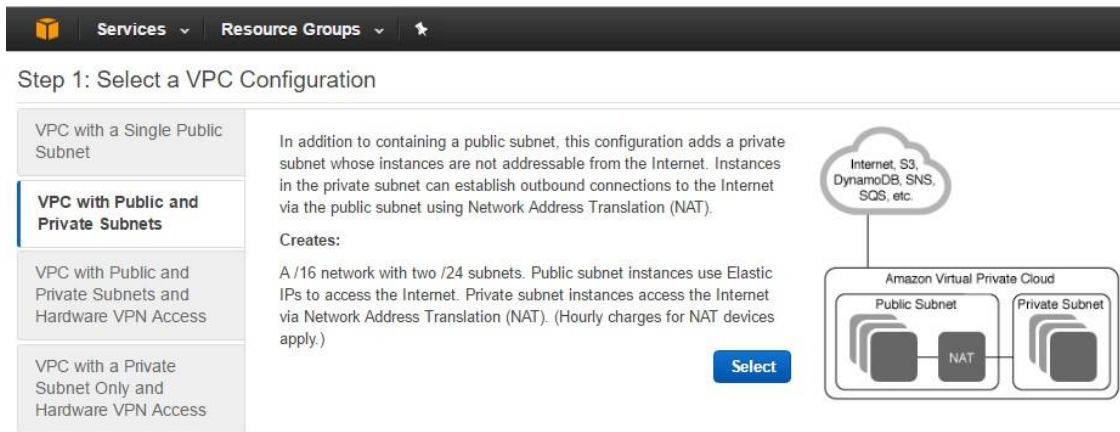 Services
Resource Groups
Step 1: Select a VPC Configuration
VPC with a Single Public
Subnet
VPC with Public and
Private Subnets
VPC with Public and
Private Subnets and
Hardware VPN Access
VPC with a Private
Subnet Only and
Hardware VPN Access
In addition to containing a public subnet, this configuration adds a private
subnet whose instances are not addressable from the Internet. Instances
in the private subnet can establish outbound connections to the Internet
via the public subnet using Network Address Translation (NAT).
Creates:
A /16 network with two /24 subnets. Public subnet instances use Elastic
IPs to access the Internet. Private subnet instances access the Internet
via Network Address Translation (NAT). (Hourly charges for NAT devices
apply.)
Select
Internet, S3,
DynamoDB, SNS,
SQS, etc.
Amazon Virtual Private Cloud
Public Subnet
Private Subnet
NAT